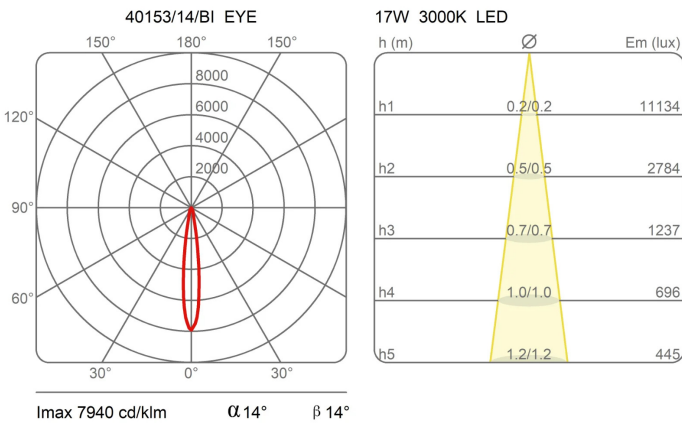 40153/14/BI EYE
150° 180° 150°
8000
6000
120°
4000
2000
90°
60°
30° 0° 30°
Imax 7940 cd/klm α 14° β 14°
17W 3000K LED
h (m) Ø Em (lux)
h1 0.2/0.2 11134
h2 0.5/0.5 2784
h3 0.7/0.7 1237
h4 1.0/1.0 696
h5 1.2/1.2 445